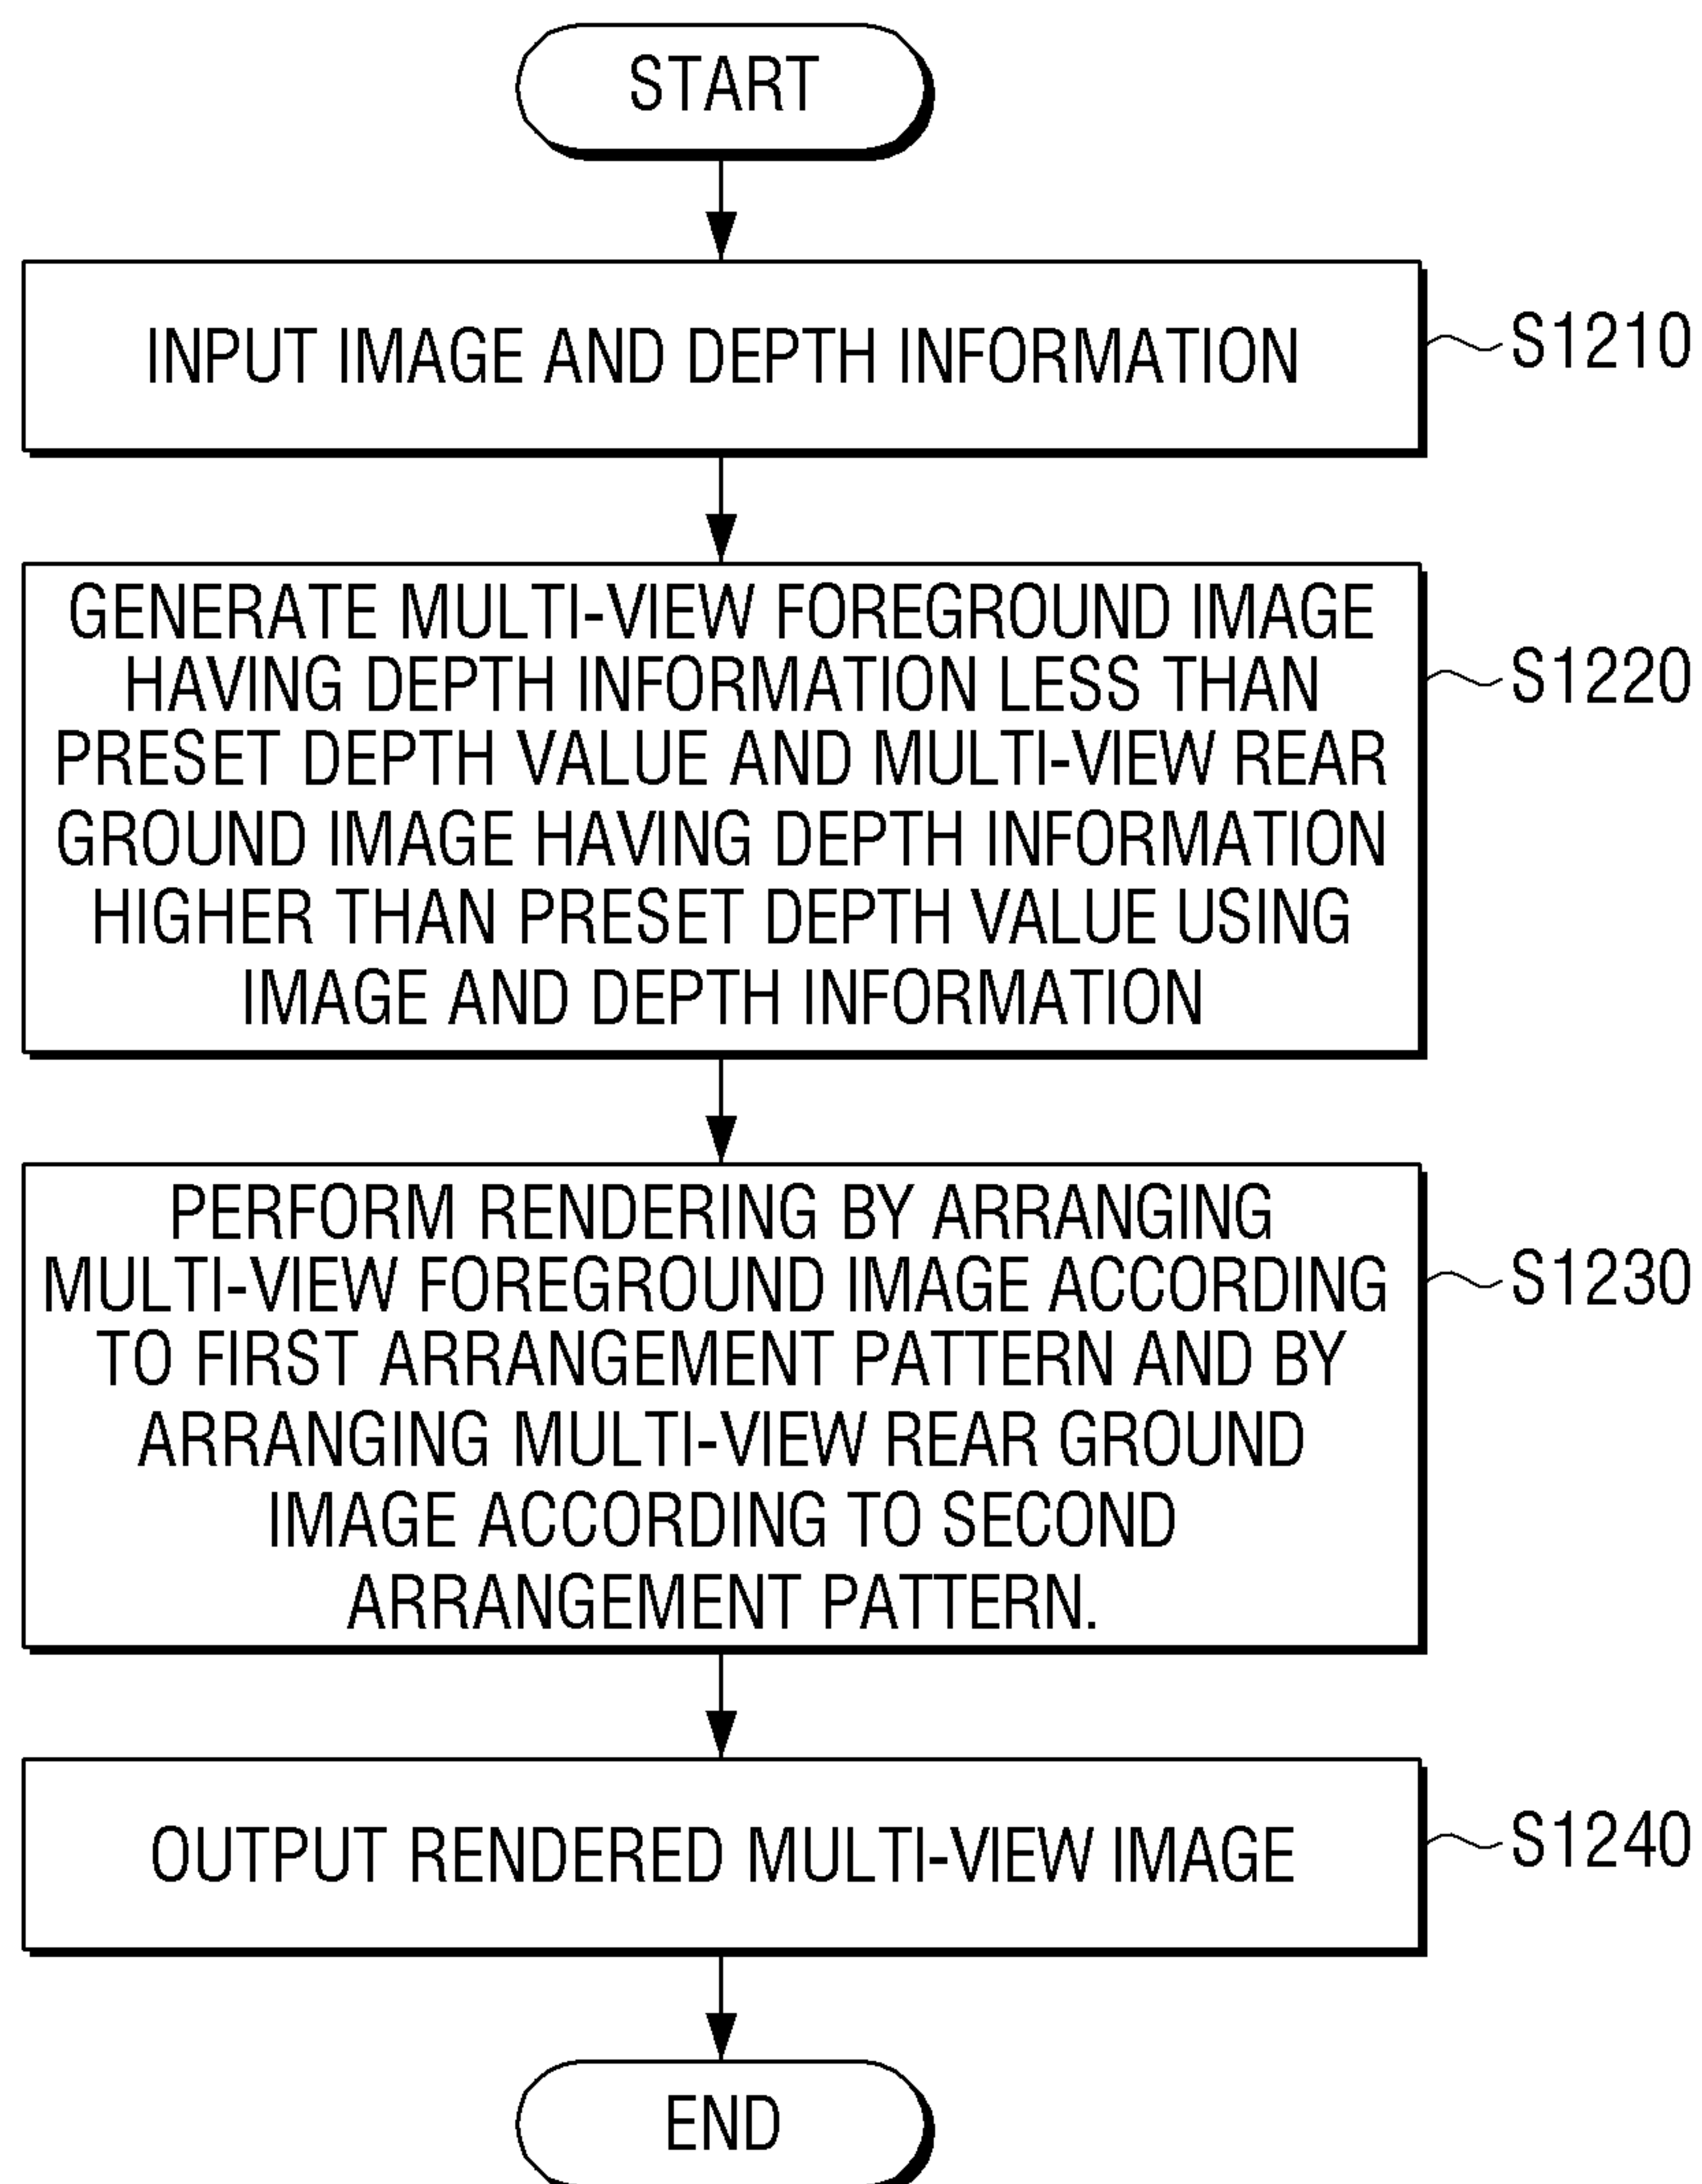 START
INPUT IMAGE AND DEPTH INFORMATION
S1210
GENERATE MULTI-VIEW FOREGROUND IMAGE
HAVING DEPTH INFORMATION LESS THAN
PRESET DEPTH VALUE AND MULTI-VIEW REAR
GROUND IMAGE HAVING DEPTH INFORMATION
HIGHER THAN PRESET DEPTH VALUE USING
IMAGE AND DEPTH INFORMATION
S1220
PERFORM RENDERING BY ARRANGING
MULTI-VIEW FOREGROUND IMAGE ACCORDING
TO FIRST ARRANGEMENT PATTERN AND BY
ARRANGING MULTI-VIEW REAR GROUND
IMAGE ACCORDING TO SECOND
ARRANGEMENT PATTERN.
S1230
OUTPUT RENDERED MULTI-VIEW IMAGE
S1240
END